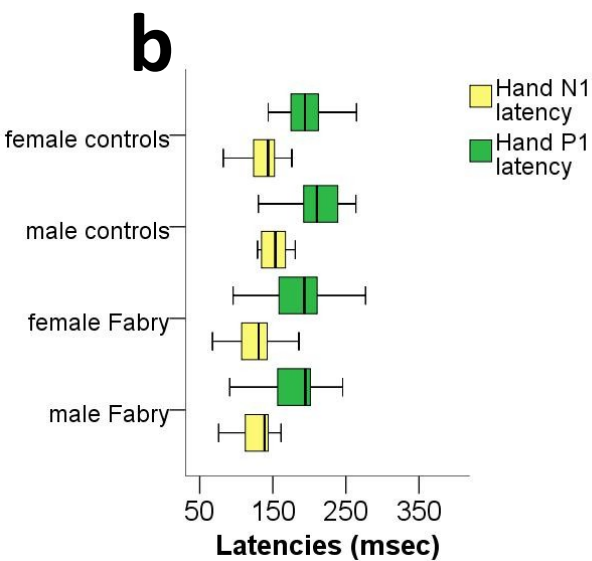 b
Hand N1
latency
Hand P1
latency
female controls
male controls
female Fabry
male Fabry
50 150 250 350
Latencies (msec)